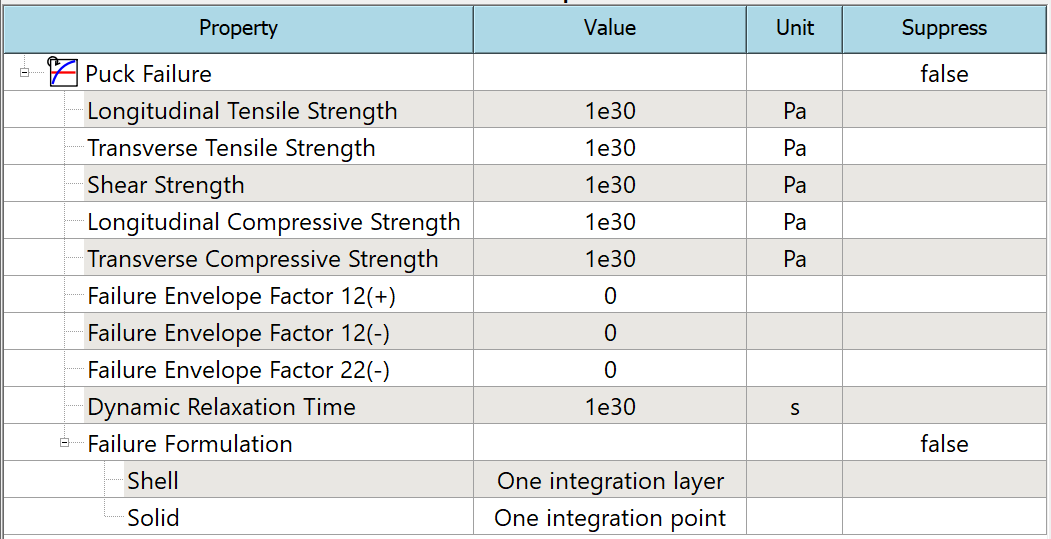 Property Value Unit Suppress
Puck Failure false
Longitudinal Tensile Strength 1e30 Pa
Transverse Tensile Strength 1e30 Pa
Shear Strength 1e30 Pa
Longitudinal Compressive Strength 1e30 Pa
Transverse Compressive Strength 1e30 Pa
Failure Envelope Factor 12(+) 0
Failure Envelope Factor 12(-) 0
Failure Envelope Factor 22(-) 0
Dynamic Relaxation Time 1e30 s
Failure Formulation false
Shell One integration layer
Solid One integration point